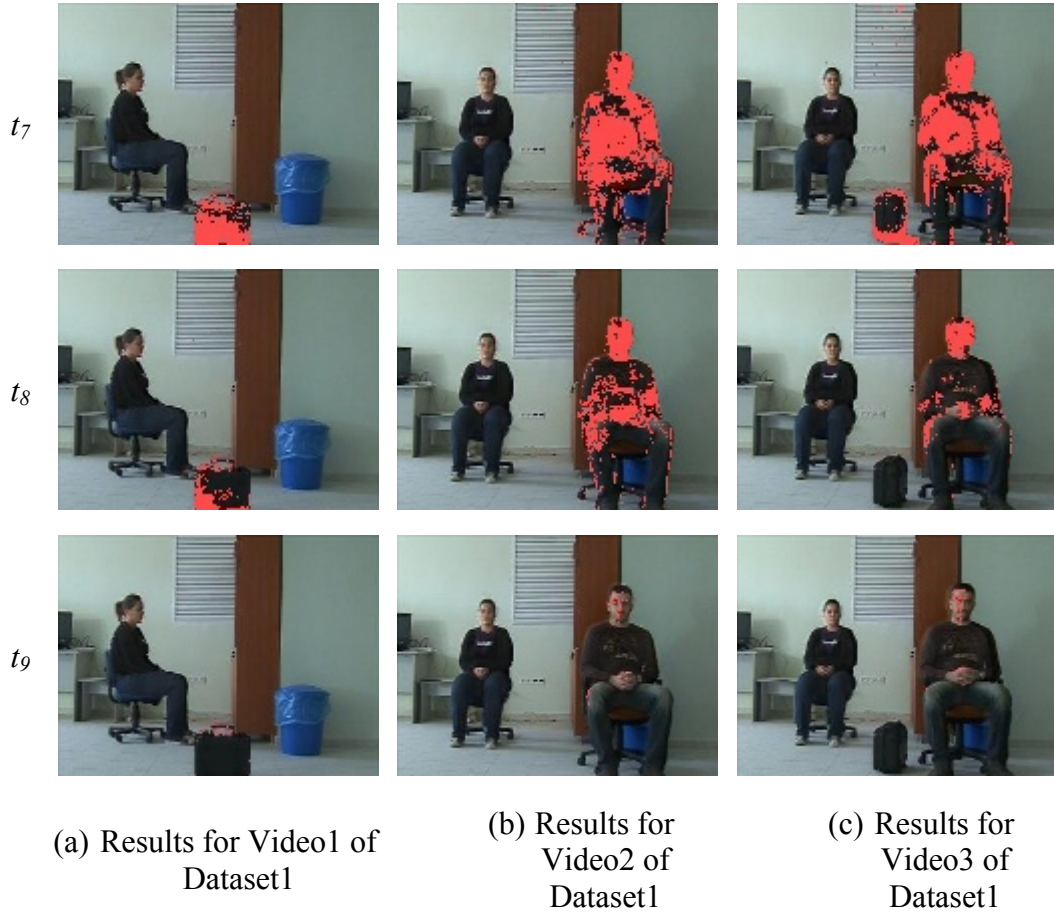 t7
t8
t9
(a) Results for Video1 of
Dataset1
(b) Results for
Video2 of
Dataset1
(c) Results for
Video3 of
Dataset1